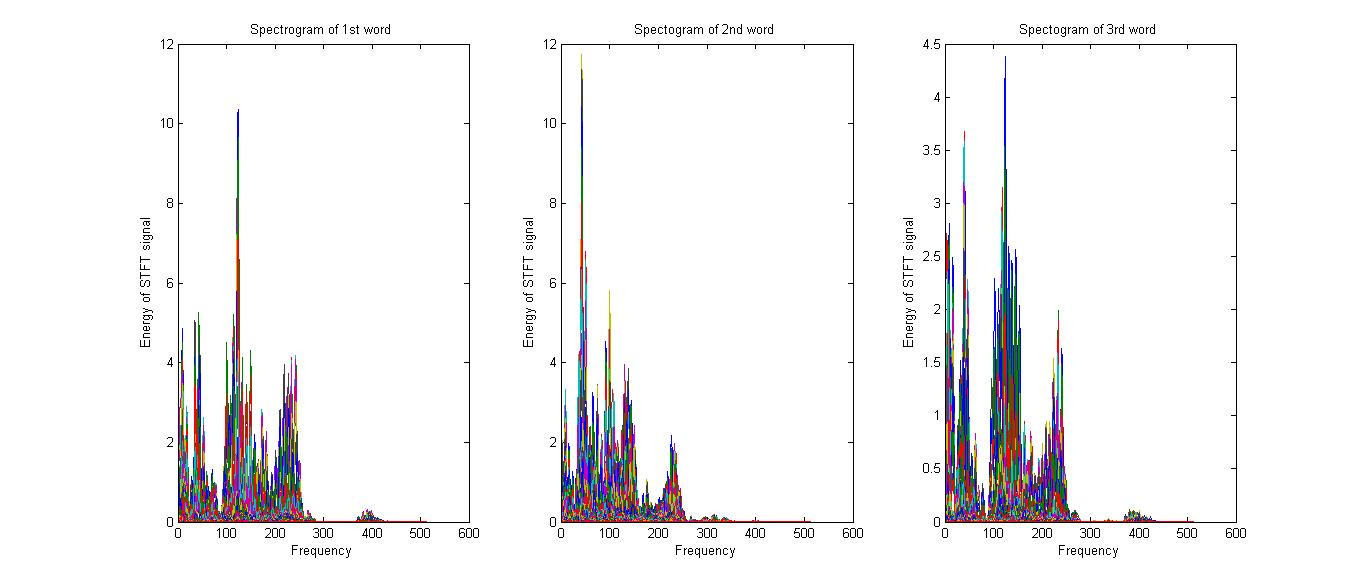 Spectrogram of 1st word
Energy of STFT signal
12
10
8
6
4
2
0
0 100 200 300 400 500 600
Frequency
Spectogram of 2nd word
Energy of STFT signal
12
10
8
6
4
2
0
0 100 200 300 400 500 600
Frequency
Spectogram of 3rd word
Energy of STFT signal
4.5
4
3.5
3
2.5
2
1.5
1
0.5
0
0 100 200 300 400 500 600
Frequency